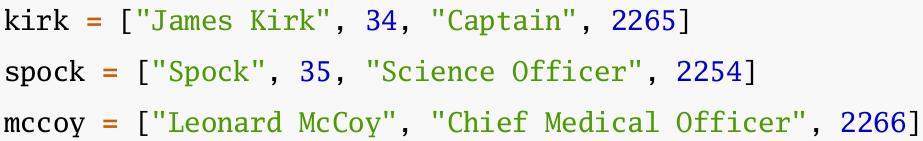 kirk = ["James Kirk", 34, "Captain", 2265]
spock = ["Spock", 35, "Science Officer", 2254]
mccoy = ["Leonard McCoy", "Chief Medical Officer", 2266]